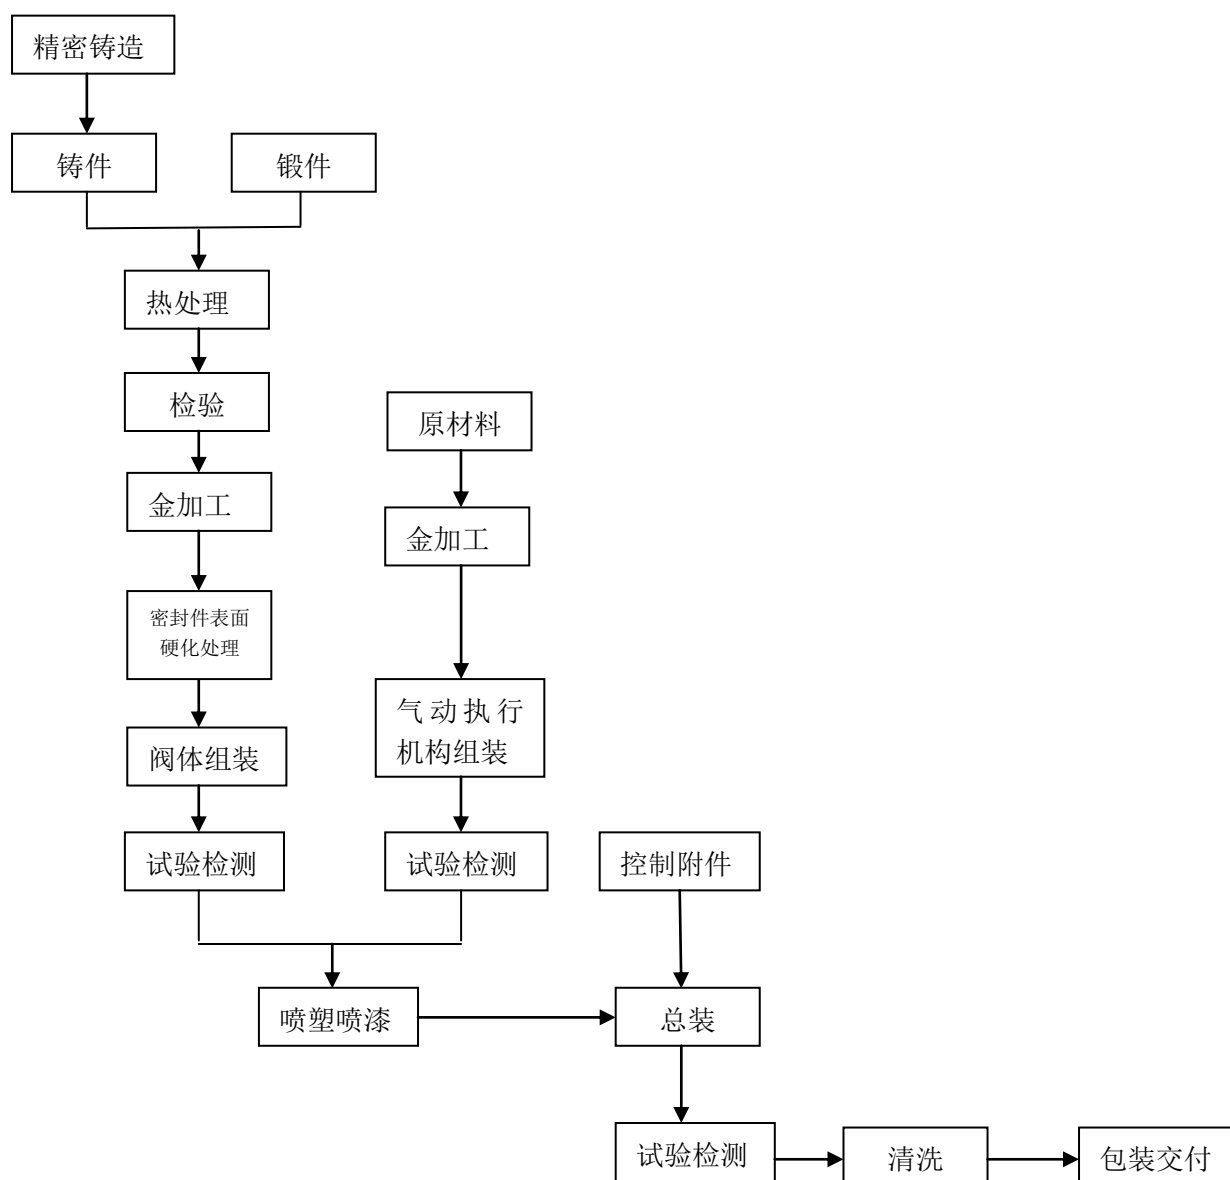 精密铸造
铸件
锻件
热处理
检验
原材料
金加工
金加工
密封件表面
硬化处理
气动执行
机构组装
阀体组装
试验检测
试验检测
控制附件
喷塑喷漆
总装
试验检测
清洗
包装交付